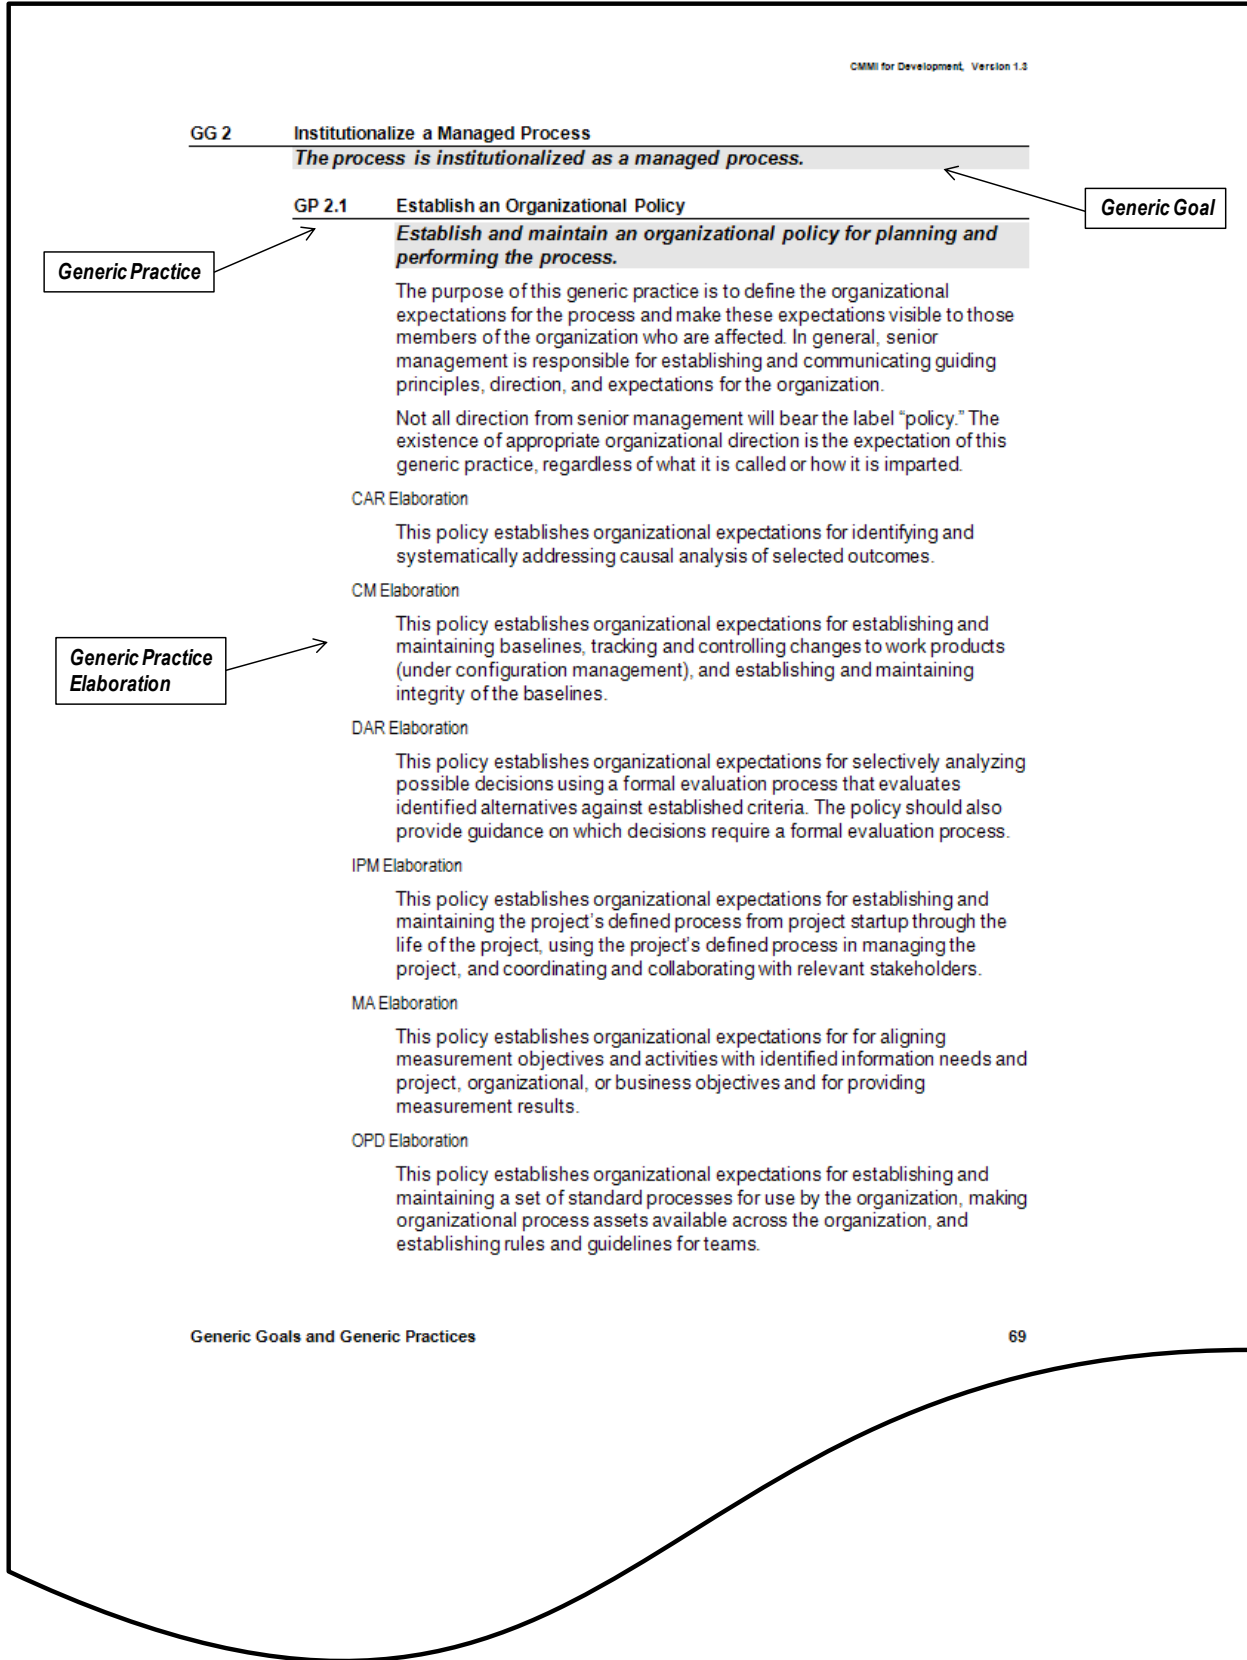 CMMI for Development, Version 1.3
GG 2 Institutionalize a Managed Process
The process is institutionalized as a managed process.
Generic Goal
GP 2.1 Establish an Organizational Policy
Establish and maintain an organizational policy for planning and
performing the process.
Generic Practice
The purpose of this generic practice is to define the organizational
expectations for the process and make these expectations visible to those
members of the organization who are affected. In general, senior
management is responsible for establishing and communicating guiding
principles, direction, and expectations for the organization.
Not all direction from senior management will bear the label “policy.” The
existence of appropriate organizational direction is the expectation of this
generic practice, regardless of what it is called or how it is imparted.
CAR Elaboration
This policy establishes organizational expectations for identifying and
systematically addressing causal analysis of selected outcomes.
CM Elaboration
This policy establishes organizational expectations for establishing and
maintaining baselines, tracking and controlling changes to work products
(under configuration management), and establishing and maintaining
integrity of the baselines.
Generic Practice
Elaboration
DAR Elaboration
This policy establishes organizational expectations for selectively analyzing
possible decisions using a formal evaluation process that evaluates
identified alternatives against established criteria. The policy should also
provide guidance on which decisions require a formal evaluation process.
IPM Elaboration
This policy establishes organizational expectations for establishing and
maintaining the project’s defined process from project startup through the
life of the project, using the project’s defined process in managing the
project, and coordinating and collaborating with relevant stakeholders.
MA Elaboration
This policy establishes organizational expectations for for aligning
measurement objectives and activities with identified information needs and
project, organizational, or business objectives and for providing
measurement results.
OPD Elaboration
This policy establishes organizational expectations for establishing and
maintaining a set of standard processes for use by the organization, making
organizational process assets available across the organization, and
establishing rules and guidelines for teams.
Generic Goals and Generic Practices 69